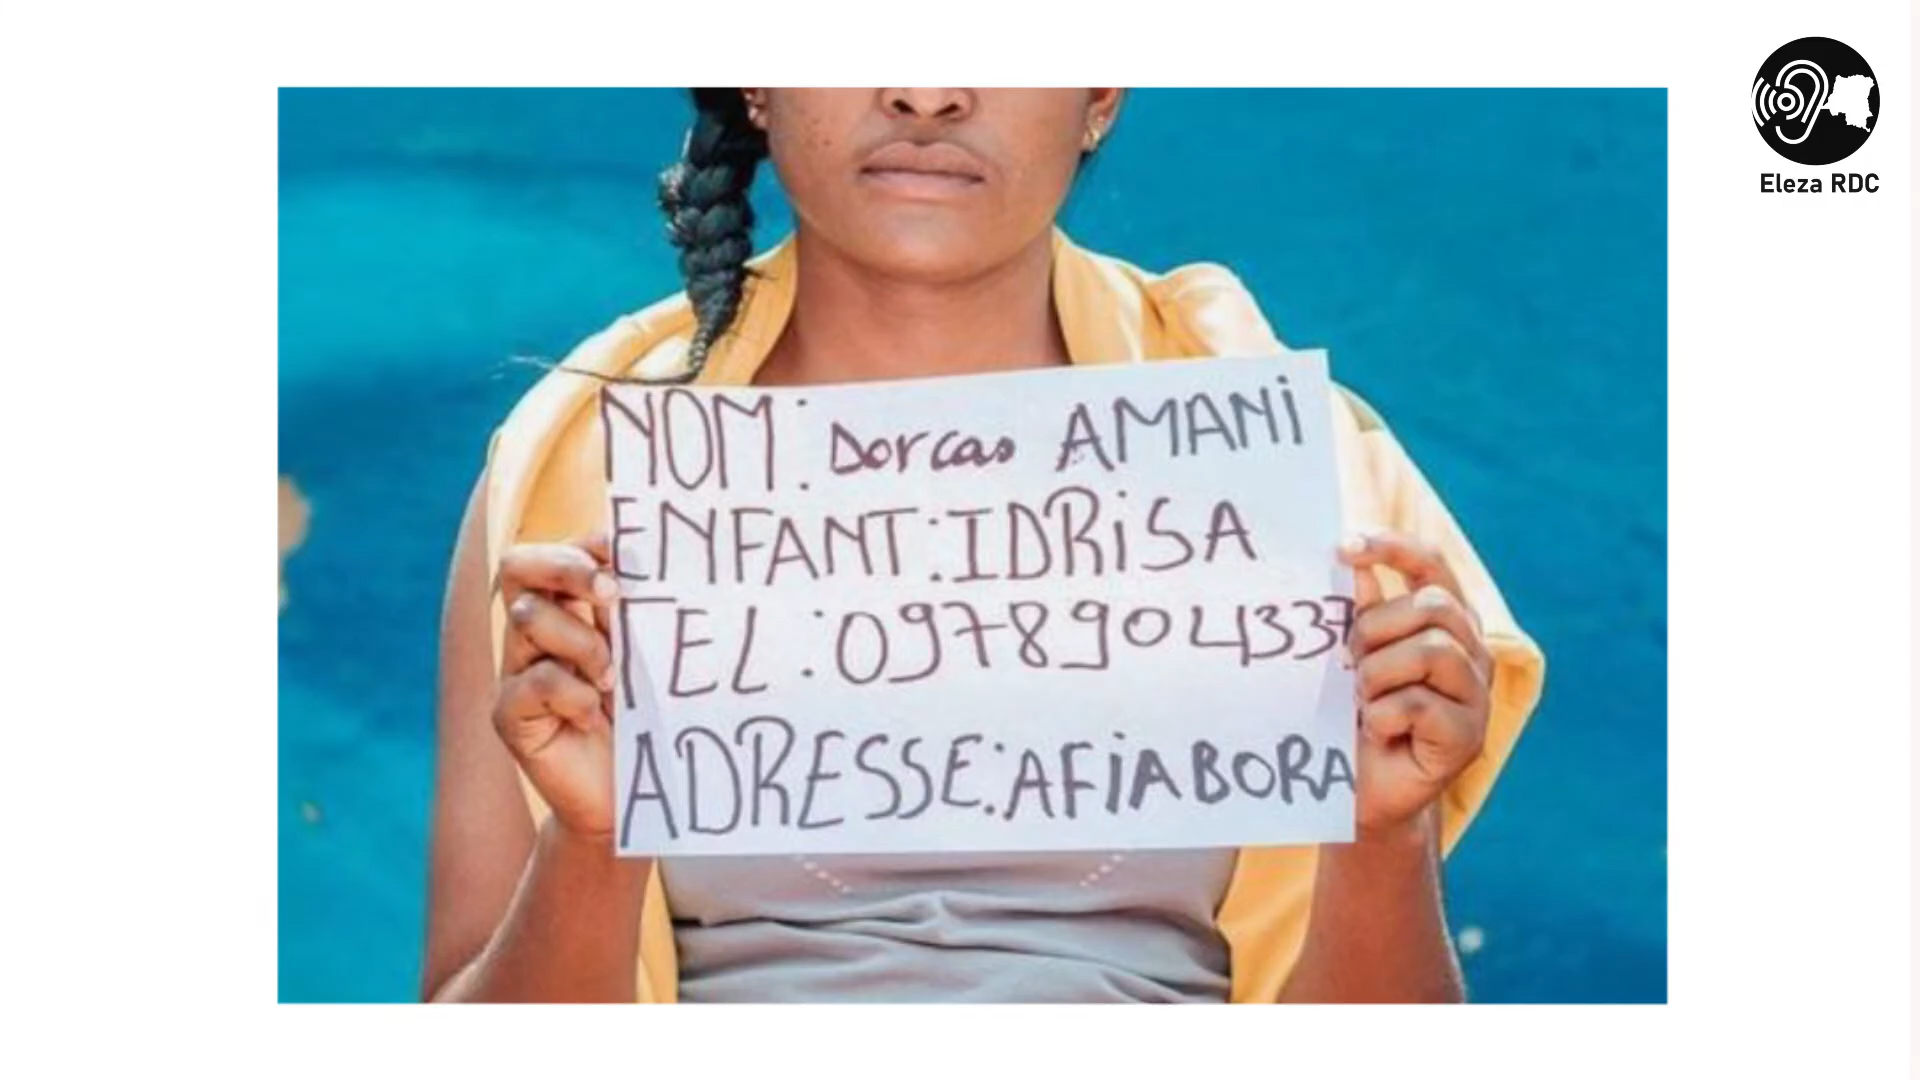 Eleza RDC
NOM: Dorcas AMANi
ENFANT: IDRiSA
TEL: 0978904337
ADRESSE: AFiABORA